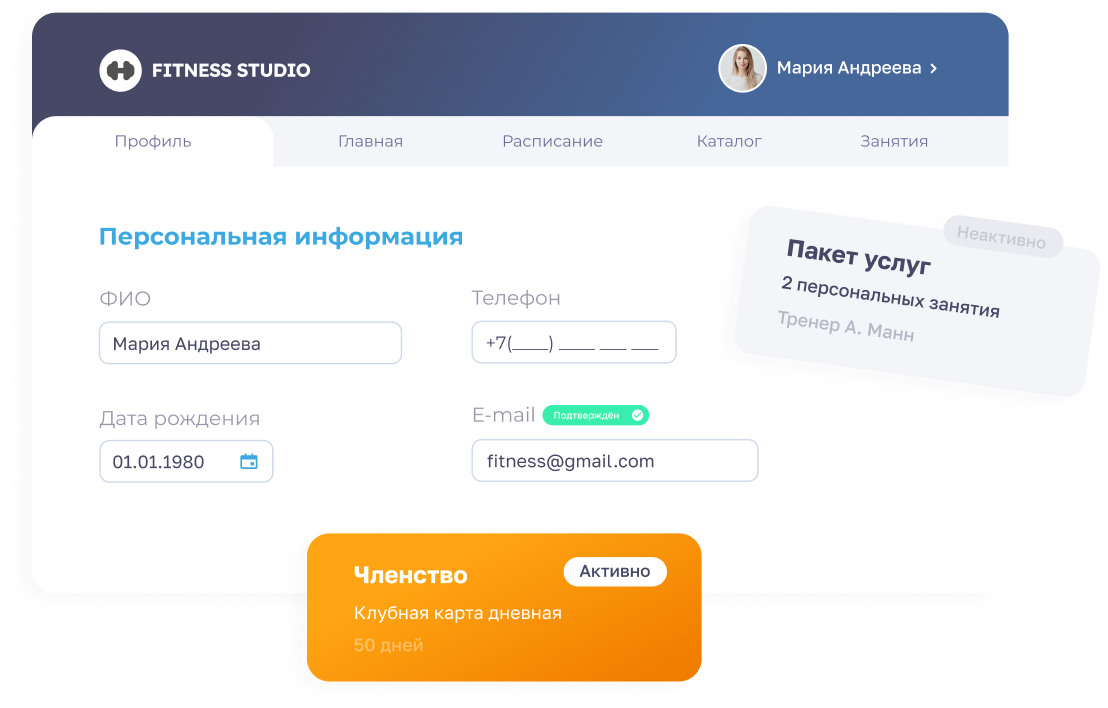 FITNESS STUDIO
Мария Андреева
Профиль
Главная
Расписание
Каталог
Занятия
Персональная информация
ФИО
Мария Андреева
Телефон
+7(____) ____ ___ ___
Дата рождения
01.01.1980
E-mail
Подтверждён
fitness@gmail.com
Неактивно
Пакет услуг
2 персональных занятия
Тренер А. Манн
Членство
Активно
Клубная карта дневная
50 дней